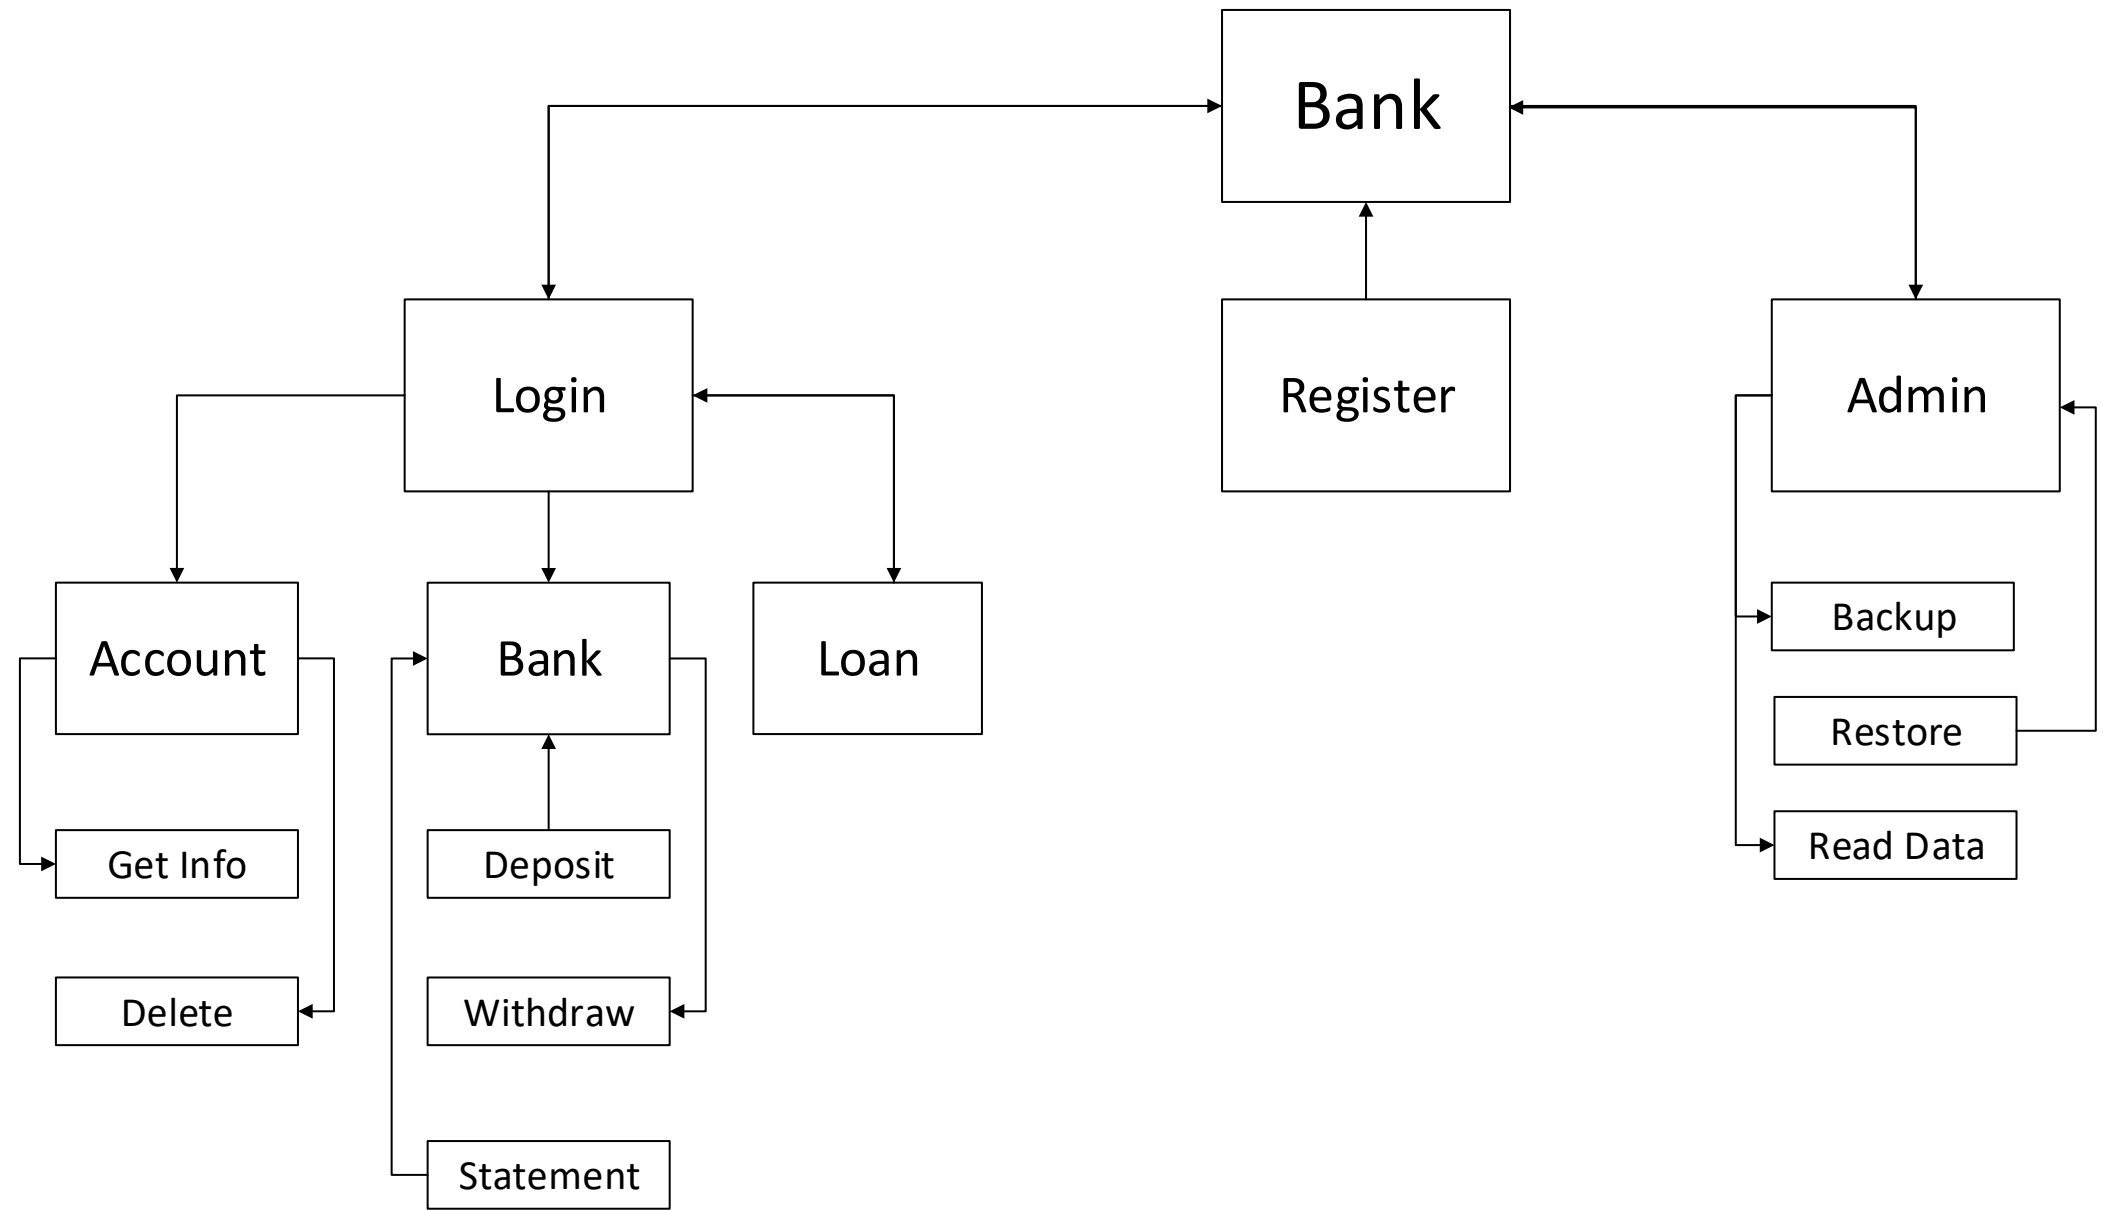 Bank
Login
Register
Admin
Account
Bank
Loan
Backup
Restore
Read Data
Get Info
Deposit
Delete
Withdraw
Statement